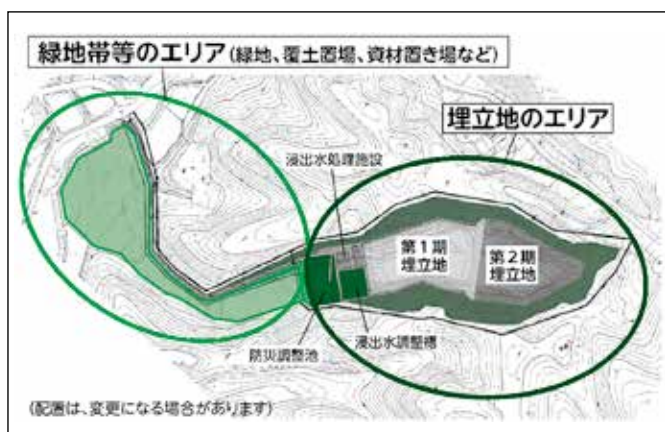 緑地帯等のエリア(緑地、覆土置場、資材置き場など)
埋立地のエリア
浸出水処理施設
第1期
埋立地
第2期
埋立地
防災調整池
浸出水調整槽
(配置は、変更になる場合があります)